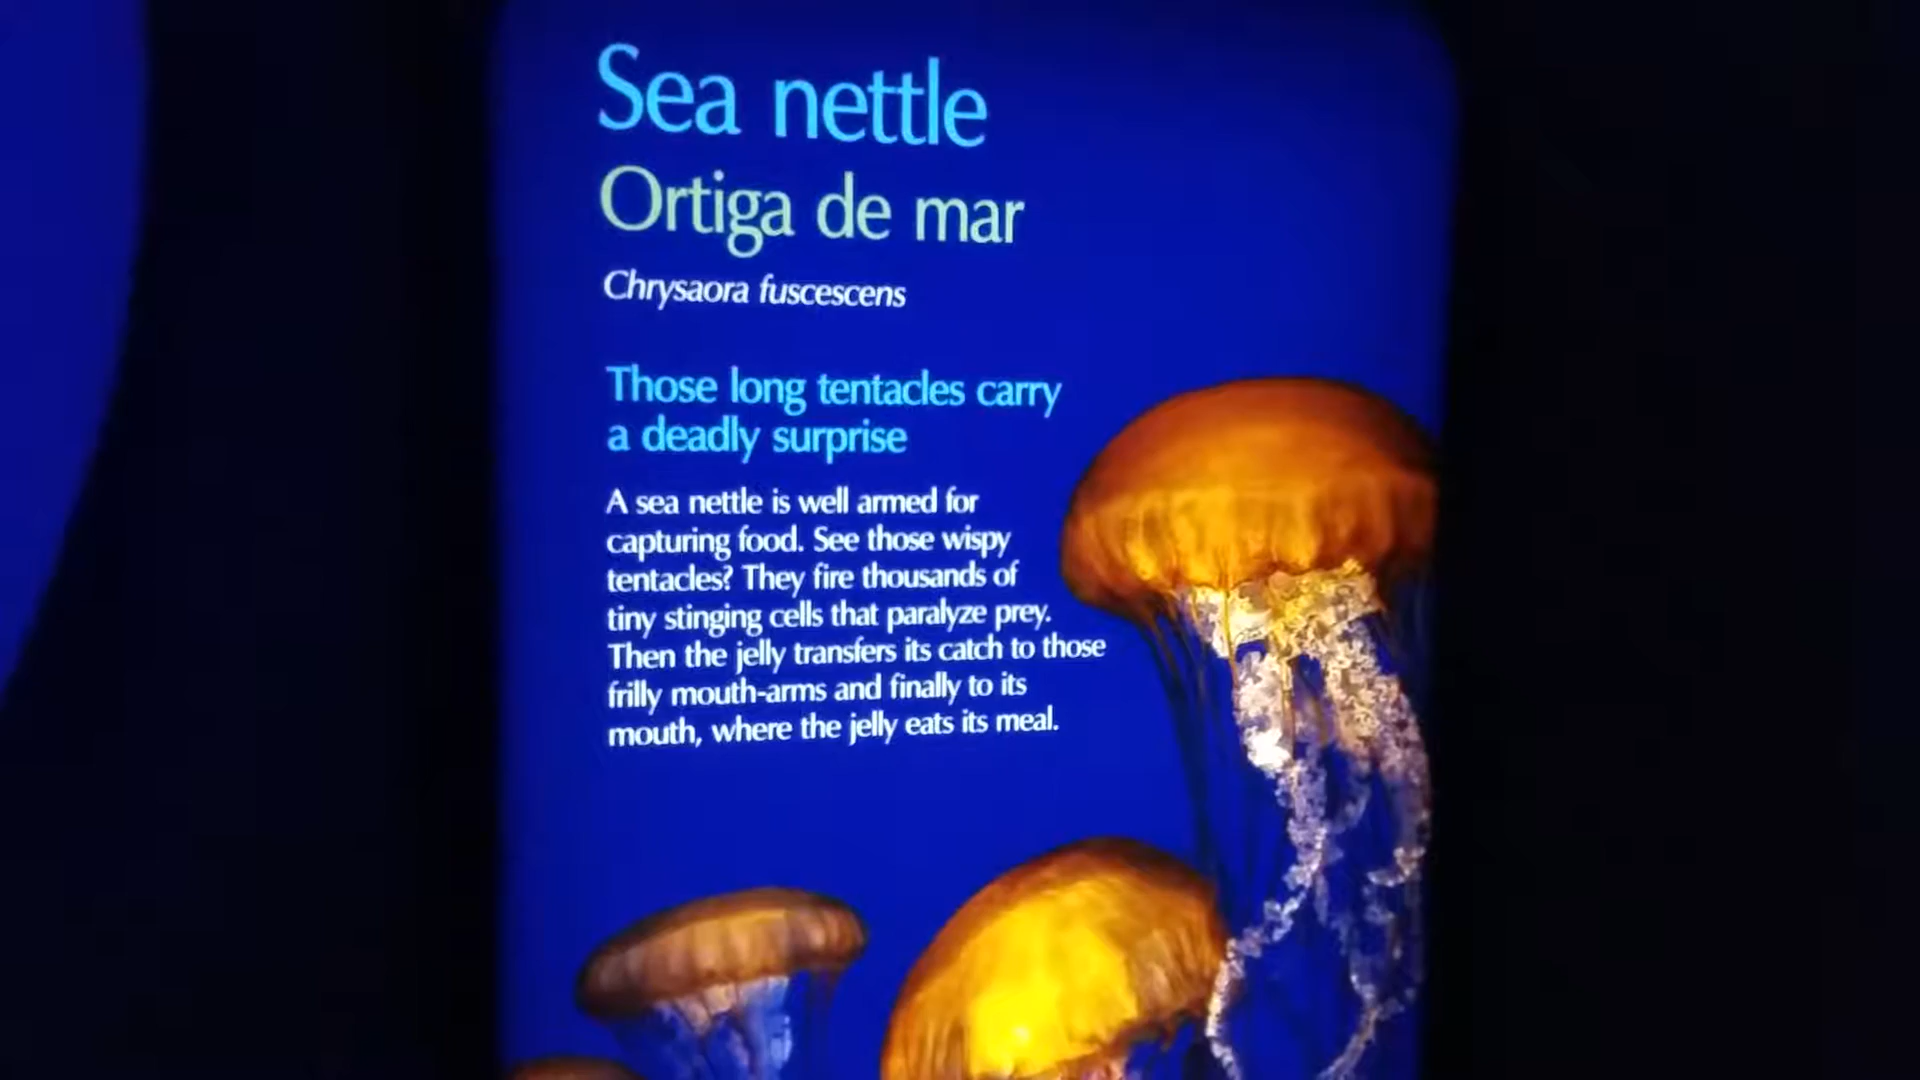 Sea nettle
Ortiga de mar
Chrysaora fuscescens
Those long tentacles carry
a deadly surprise
A sea nettle is well armed for
capturing food. See those wispy
tentacles? They fire thousands of
tiny stinging cells that paralyze prey.
Then the jelly transfers its catch to those
frilly mouth-arms and finally to its
mouth, where the jelly eats its meal.